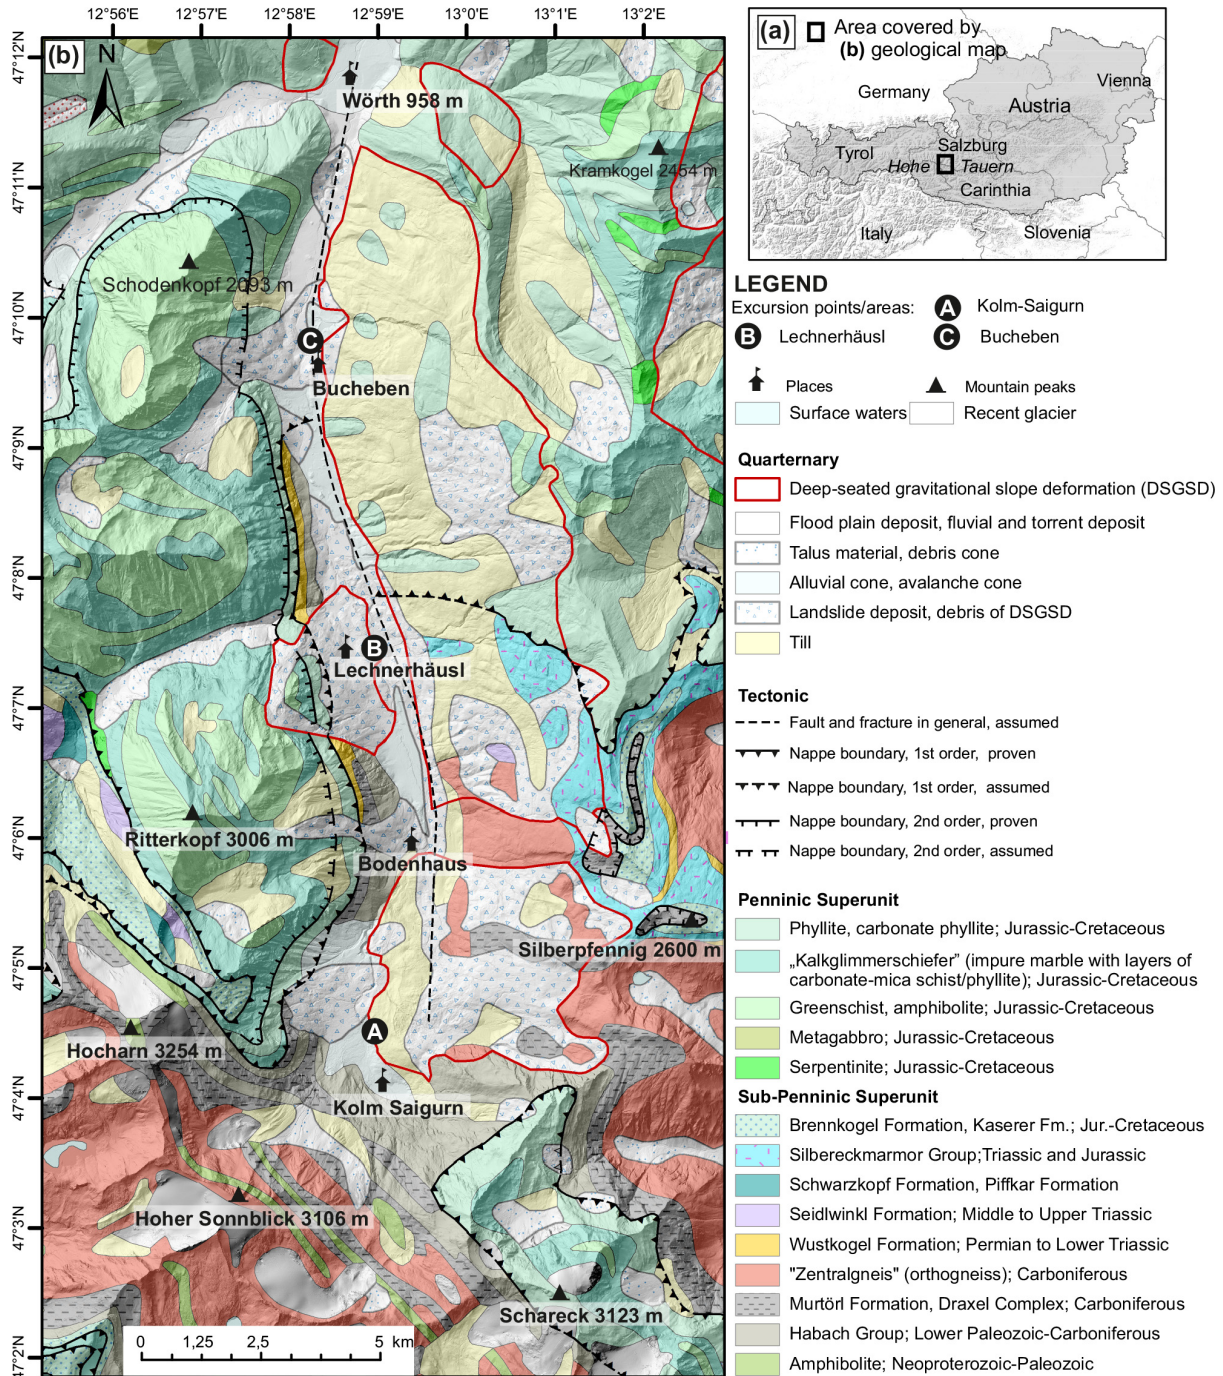 12°56'E 12°57'E 12°58'E 12°59'E 13°0'E 13°1'E 13°2'E
(b)
N
47°12'N
47°11'N
47°10'N
47°9'N
47°8'N
47°7'N
47°6'N
47°5'N
47°4'N
47°3'N
47°2'N
Wörth 958 m
Kramkogel 2454 m
Schodenkopf 2093 m
C
Bucheben
B
Lechnerhäusl
Ritterkopf 3006 m
Bodenhaus
Silberpfennig 2600 m
A
Hocharn 3254 m
Kolm Saigurn
Hoher Sonnblick 3106 m
Schareck 3123 m
0 1,25 2,5 5 km
(a)
Area covered by
(b) geological map
Germany
Vienna
Austria
Salzburg
Tyrol
Hohe Tauern
Carinthia
Italy
Slovenia
LEGEND
Excursion points/areas:
A Kolm-Saigurn
B Lechnerhäusl
C Bucheben
Places
Mountain peaks
Surface waters
Recent glacier
Quarternary
Deep-seated gravitational slope deformation (DSGSD)
Flood plain deposit, fluvial and torrent deposit
Talus material, debris cone
Alluvial cone, avalanche cone
Landslide deposit, debris of DSGSD
Till
Tectonic
Fault and fracture in general, assumed
Nappe boundary, 1st order, proven
Nappe boundary, 1st order, assumed
Nappe boundary, 2nd order, proven
Nappe boundary, 2nd order, assumed
Penninic Superunit
Phyllite, carbonate phyllite; Jurassic-Cretaceous
„Kalkglimmerschiefer” (impure marble with layers of
carbonate-mica schist/phyllite); Jurassic-Cretaceous
Greenschist, amphibolite; Jurassic-Cretaceous
Metagabbro; Jurassic-Cretaceous
Serpentinite; Jurassic-Cretaceous
Sub-Penninic Superunit
Brennkogel Formation, Kaserer Fm.; Jur.-Cretaceous
Silbereckmarmor Group;Triassic and Jurassic
Schwarzkopf Formation, Piffkar Formation
Seidlwinkl Formation; Middle to Upper Triassic
Wustkogel Formation; Permian to Lower Triassic
"Zentralgneis" (orthogneiss); Carboniferous
Murtörl Formation, Draxel Complex; Carboniferous
Habach Group; Lower Paleozoic-Carboniferous
Amphibolite; Neoproterozoic-Paleozoic